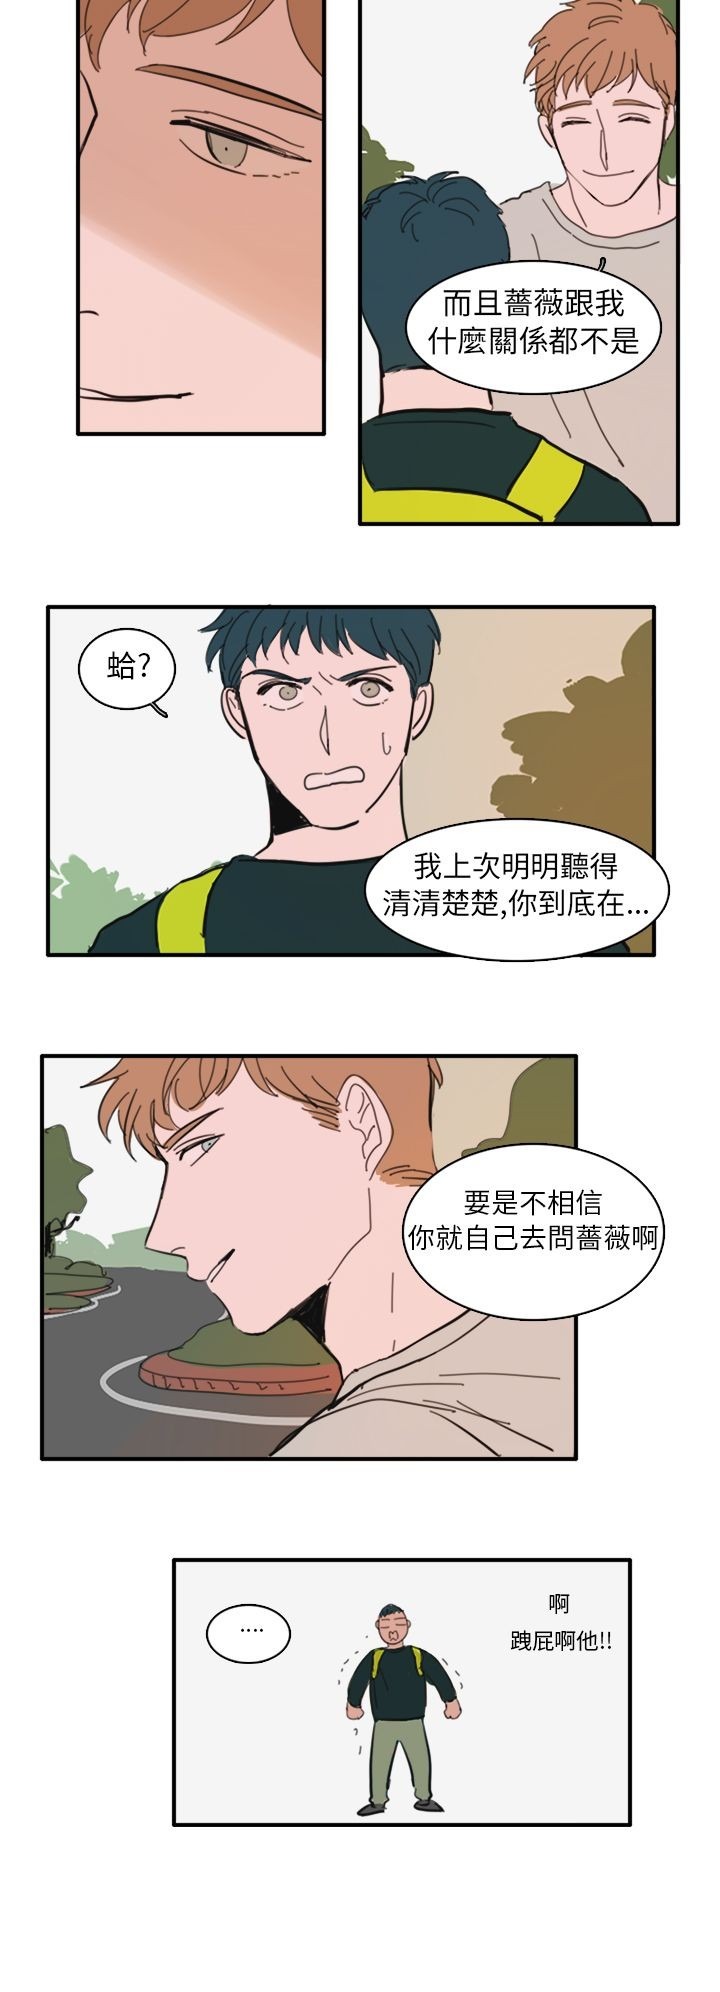 而且薔薇跟我
什麼關係都不是
蛤?
我上次明明聽得
清清楚楚,你到底在...
要是不相信
你就自己去問薔薇啊
....
啊
跩屁啊他!!